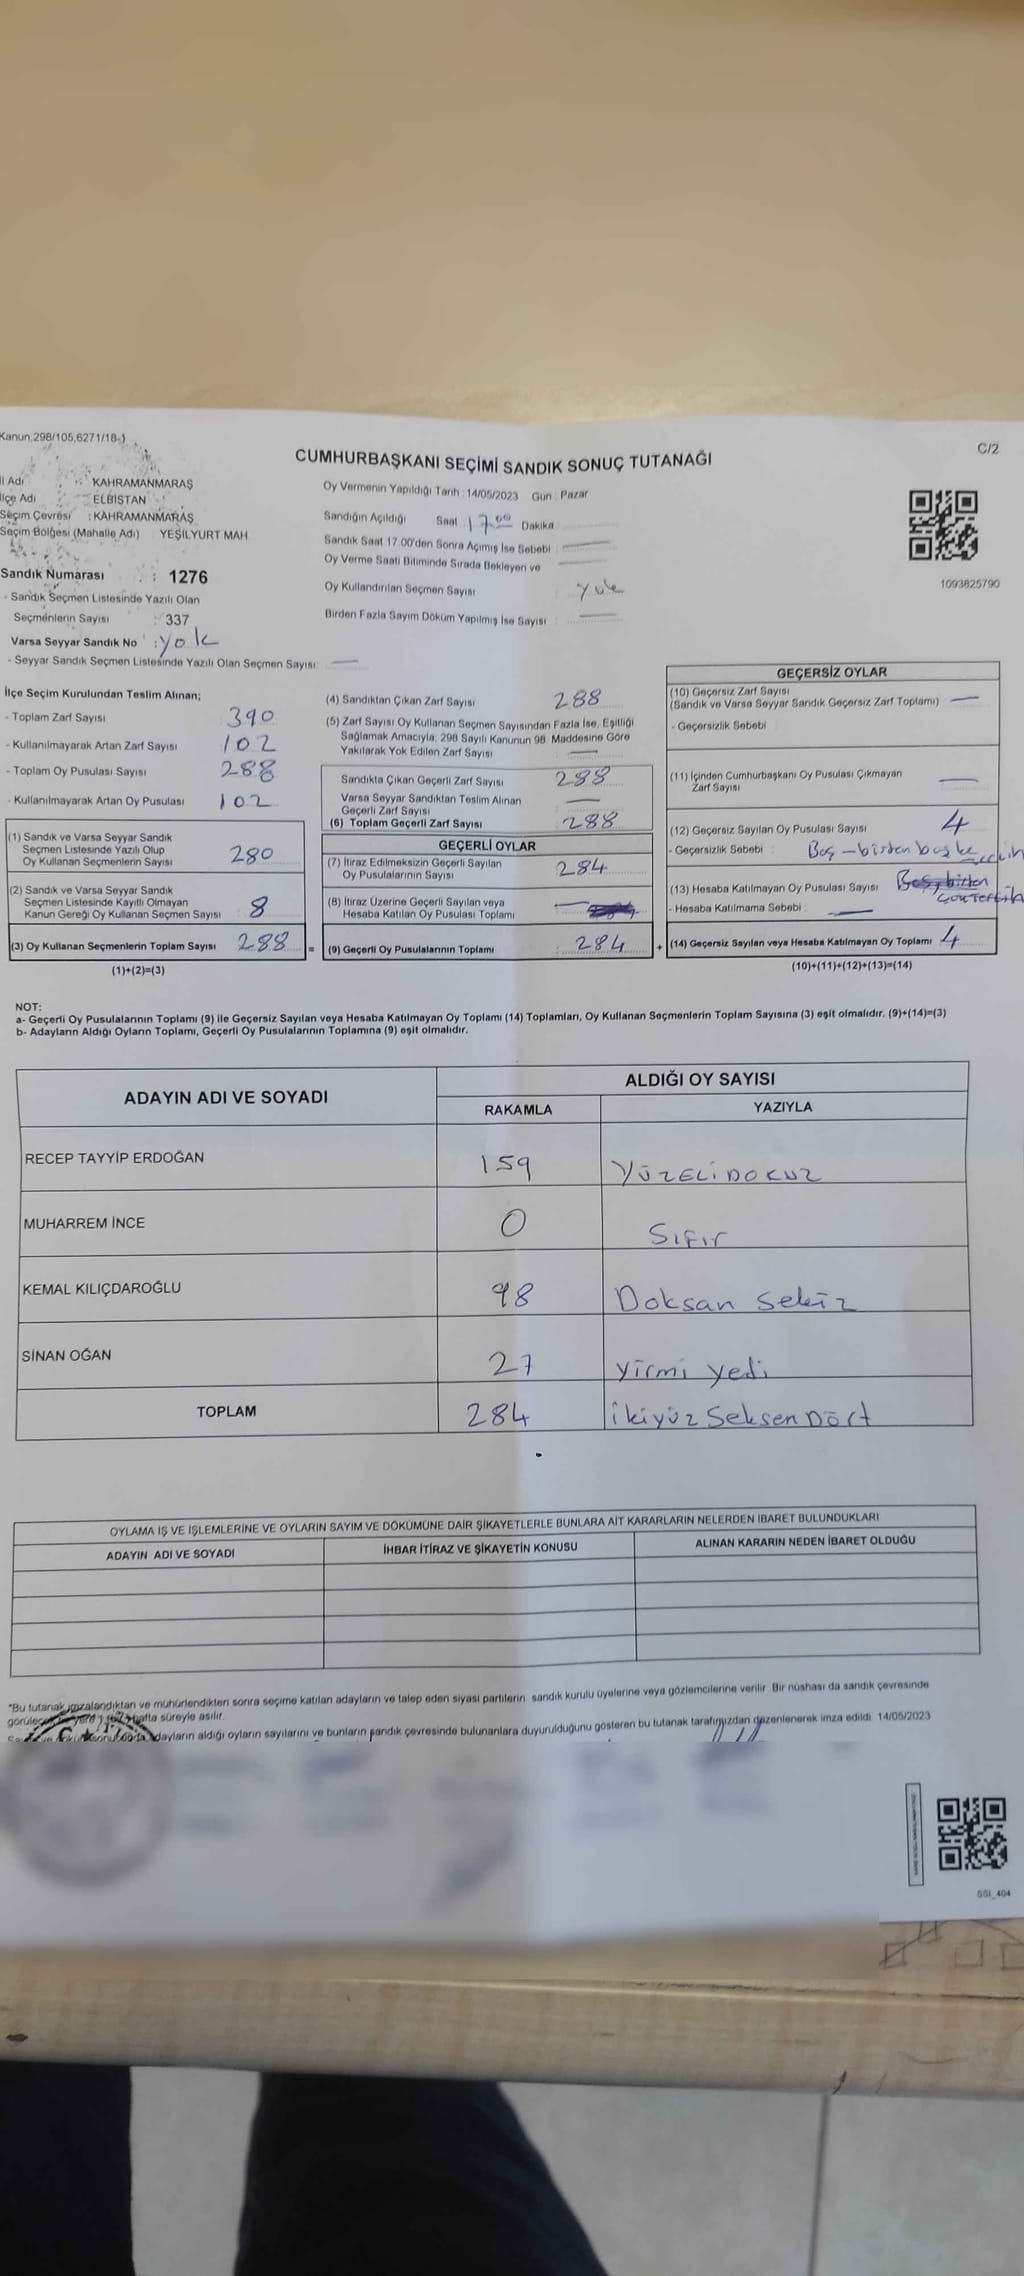 Kanun,298/105,6271/18-1
C/2
CUMHURBAŞKANI SEÇİMİ SANDIK SONUÇ TUTANAĞI
İl Adı : KAHRAMANMARAŞ
İlçe Adı : ELBİSTAN
Seçim Çevresi : KAHRAMANMARAŞ
Seçim Bölgesi (Mahalle Adı) : YEŞİLYURT MAH.
Sandık Numarası : 1276
- Sandık Seçmen Listesinde Yazılı Olan
Seçmenlerin Sayısı : 337
Varsa Seyyar Sandık No : yok
- Seyyar Sandık Seçmen Listesinde Yazılı Olan Seçmen Sayısı: —
Oy Vermenin Yapıldığı Tarih : 14/05/2023 Gün : Pazar
Sandığın Açıldığı Saat 17.00 Dakika
Sandık Saat 17.00'den Sonra Açılmış İse Sebebi : —
Oy Verme Saati Bitiminde Sırada Bekleyen ve —
Oy Kullandırılan Seçmen Sayısı : yok
Birden Fazla Sayım Döküm Yapılmış İse Sayısı : —
1093825790
İlçe Seçim Kurulundan Teslim Alınan;
- Toplam Zarf Sayısı 390
- Kullanılmayarak Artan Zarf Sayısı 102
- Toplam Oy Pusulası Sayısı 288
- Kullanılmayarak Artan Oy Pusulası 102
(1) Sandık ve Varsa Seyyar Sandık
Seçmen Listesinde Yazılı Olup
Oy Kullanan Seçmenlerin Sayısı : 280
(2) Sandık ve Varsa Seyyar Sandık
Seçmen Listesinde Kayıtlı Olmayan
Kanun Gereği Oy Kullanan Seçmen Sayısı : 8
(3) Oy Kullanan Seçmenlerin Toplam Sayısı : 288 =
(1)+(2)=(3)
(4) Sandıktan Çıkan Zarf Sayısı 288
(5) Zarf Sayısı Oy Kullanan Seçmen Sayısından Fazla İse, Eşitliği
Sağlamak Amacıyla; 298 Sayılı Kanunun 98. Maddesine Göre
Yakılarak Yok Edilen Zarf Sayısı : —
Sandıkta Çıkan Geçerli Zarf Sayısı 288
Varsa Seyyar Sandıktan Teslim Alınan —
Geçerli Zarf Sayısı
(6) Toplam Geçerli Zarf Sayısı : 288
GEÇERLİ OYLAR
(7) İtiraz Edilmeksizin Geçerli Sayılan 284
Oy Pusulalarının Sayısı
(8) İtiraz Üzerine Geçerli Sayılan veya —
Hesaba Katılan Oy Pusulası Toplamı
(9) Geçerli Oy Pusulalarının Toplamı : 284 +
GEÇERSİZ OYLAR
(10) Geçersiz Zarf Sayısı
(Sandık ve Varsa Seyyar Sandık Geçersiz Zarf Toplamı) : —
- Geçersizlik Sebebi :
(11) İçinden Cumhurbaşkanı Oy Pusulası Çıkmayan —
Zarf Sayısı
(12) Geçersiz Sayılan Oy Pusulası Sayısı : 4
- Geçersizlik Sebebi : Boş - birden başka
(13) Hesaba Katılmayan Oy Pusulası Sayısı : Boş, birden
- Hesaba Katılmama Sebebi : —
(14) Geçersiz Sayılan veya Hesaba Katılmayan Oy Toplamı : 4
(10)+(11)+(12)+(13)=(14)
NOT:
a- Geçerli Oy Pusulalarının Toplamı (9) ile Geçersiz Sayılan veya Hesaba Katılmayan Oy Toplamı (14) Toplamları, Oy Kullanan Seçmenlerin Toplam Sayısına (3) eşit olmalıdır. (9)+(14)=(3)
b- Adayların Aldığı Oyların Toplamı, Geçerli Oy Pusulalarının Toplamına (9) eşit olmalıdır.
ADAYIN ADI VE SOYADI ALDIĞI OY SAYISI
RAKAMLA YAZIYLA
RECEP TAYYİP ERDOĞAN 159 YÜZELİDOKUZ
MUHARREM İNCE 0 Sıfır
KEMAL KILIÇDAROĞLU 98 Doksan sekiz
SİNAN OĞAN 27 yirmi yedi
TOPLAM 284 ikiyüz Seksen Dört
OYLAMA İŞ VE İŞLEMLERİNE VE OYLARIN SAYIM VE DÖKÜMÜNE DAİR ŞİKAYETLERLE BUNLARA AİT KARARLARIN NELERDEN İBARET BULUNDUKLARI
ADAYIN ADI VE SOYADI İHBAR İTİRAZ VE ŞİKAYETİN KONUSU ALINAN KARARIN NEDEN İBARET OLDUĞU
*Bu tutanak imzalandıktan ve mühürlendikten sonra seçime katılan adayların ve talep eden siyasi partilerin sandık kurulu üyelerine veya gözlemcilerine verilir. Bir nüshası da sandık çevresinde
görülecek hafta süreyle asılır.
adayların aldığı oyların sayılarını ve bunların sandık çevresinde bulunanlara duyurulduğunu gösteren bu tutanak tarafımızdan düzenlenerek imza edildi. 14/05/2023
SSI_404